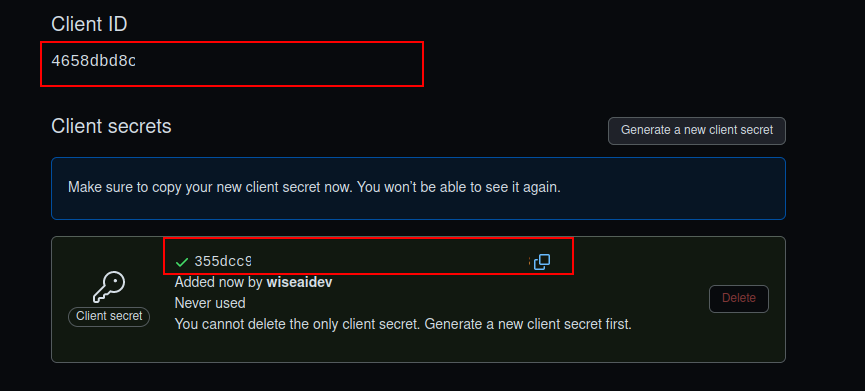 Client ID
4658dbd8c
Client secrets
Generate a new client secret
Make sure to copy your new client secret now. You won't be able to see it again.
355dcc9
Added now by wiseaidev
Never used
Client secret
Delete
You cannot delete the only client secret. Generate a new client secret first.